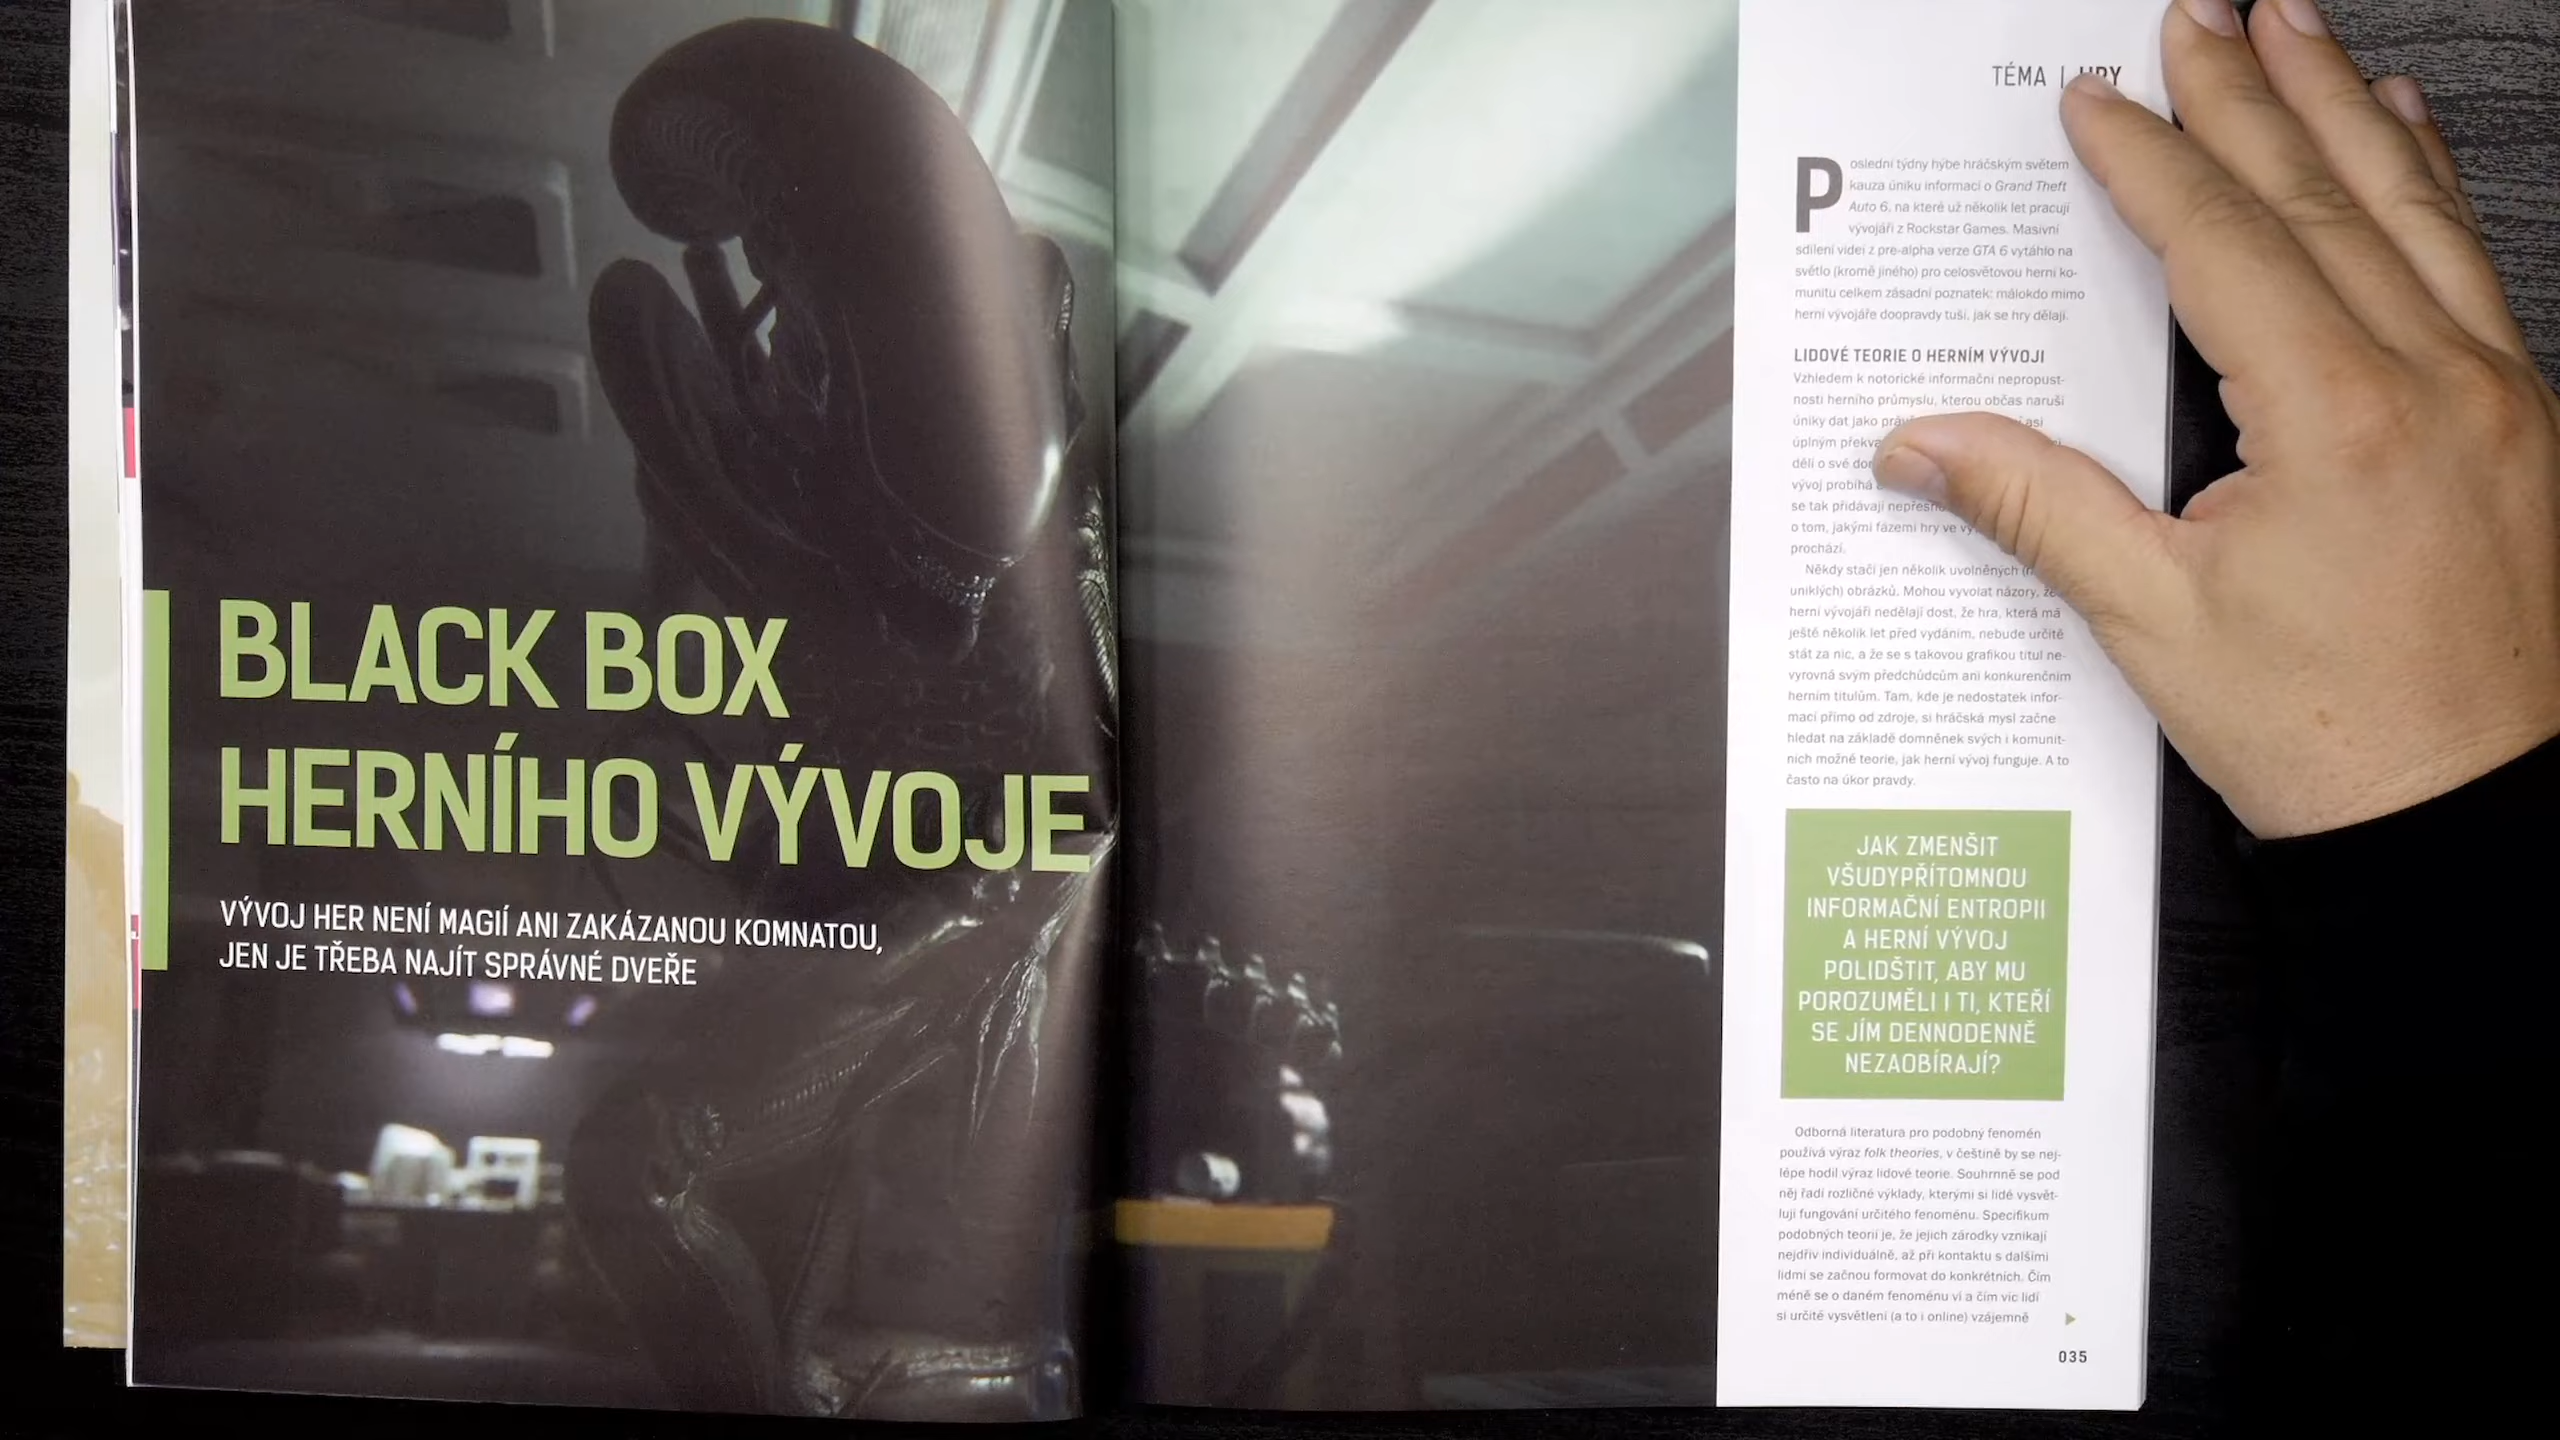 BLACK BOX
HERNÍHO VÝVOJE
VÝVOJ HER NENÍ MAGIÍ ANI ZAKÁZANOU KOMNATOU,
JEN JE TŘEBA NAJÍT SPRÁVNÉ DVEŘE
TÉMA |
Poslední týdny hýbe hráčským světem
kauza úniku informací o Grand Theft
Auto 6, na které už několik let pracují
vývojáři z Rockstar Games. Masivní
sdílení videí z pre-alpha verze GTA 6 vytáhlo na
světlo (kromě jiného) pro celosvětovou herní ko-
munitu celkem zásadní poznatek: málokdo mimo
herní vývojáře doopravdy tuší, jak se hry dělají.
LIDOVÉ TEORIE O HERNÍM VÝVOJI
Vzhledem k notorické informační nepropust-
nosti herního průmyslu, kterou občas naruší
úniky dat jako asi
úplným
dělí o své
vývoj probíhá
se tak přidávají
o tom, jakými fázemi hry ve
prochází.
Někdy stačí jen několik uvolněných
uniklých) obrázků. Mohou vyvolat názory, že
herní vývojáři nedělají dost, že hra, která má
ještě několik let před vydáním, nebude určitě
stát za nic, a že se s takovou grafikou titul ne-
vyrovná svým předchůdcům ani konkurenčním
herním titulům. Tam, kde je nedostatek infor-
mací přímo od zdroje, si hráčská mysl začne
hledat na základě domněnek svých i komunit-
ních možné teorie, jak herní vývoj funguje. A to
často na úkor pravdy.
JAK ZMENŠIT
VŠUDYPŘÍTOMNOU
INFORMAČNÍ ENTROPII
A HERNÍ VÝVOJ
POLIDŠTIT, ABY MU
POROZUMĚLI I TI, KTEŘÍ
SE JÍM DENNODENNĚ
NEZAOBÍRAJÍ?
Odborná literatura pro podobný fenomén
používá výraz folk theories, v češtině by se nej-
lépe hodil výraz lidové teorie. Souhrnně se pod
něj řadí rozličné výklady, kterými si lidé vysvět-
lují fungování určitého fenoménu. Specifikum
podobných teorií je, že jejich zárodky vznikají
nejdřív individuálně, až při kontaktu s dalšími
lidmi se začnou formovat do konkrétních. Čím
méně se o daném fenoménu ví a čím víc lidí
si určité vysvětlení (a to i online) vzájemně
035